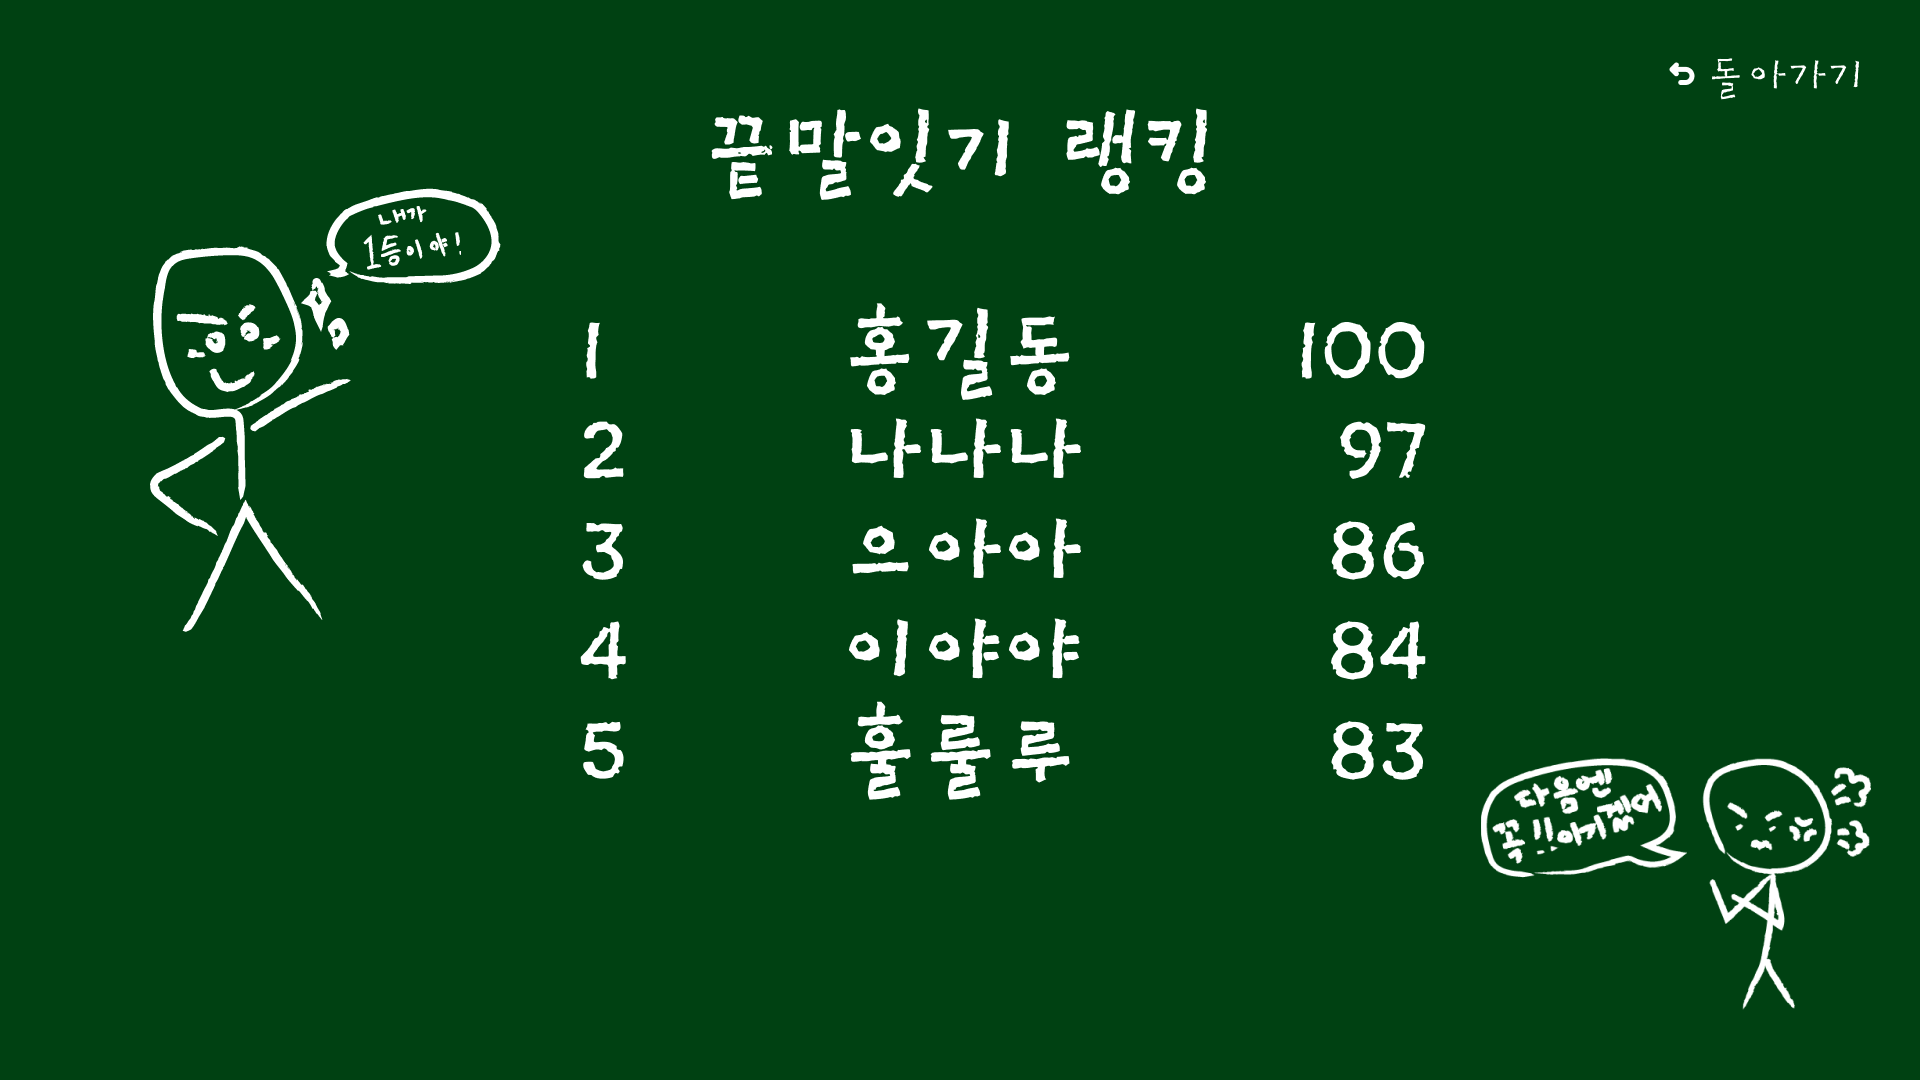 돌아가기
끝말잇기 랭킹
내가
1등이야!
1 홍길동 100
2 나나나 97
3 으아아 86
4 이야야 84
5 훌룰루 83
다음엔
꼭!! 이기겠어